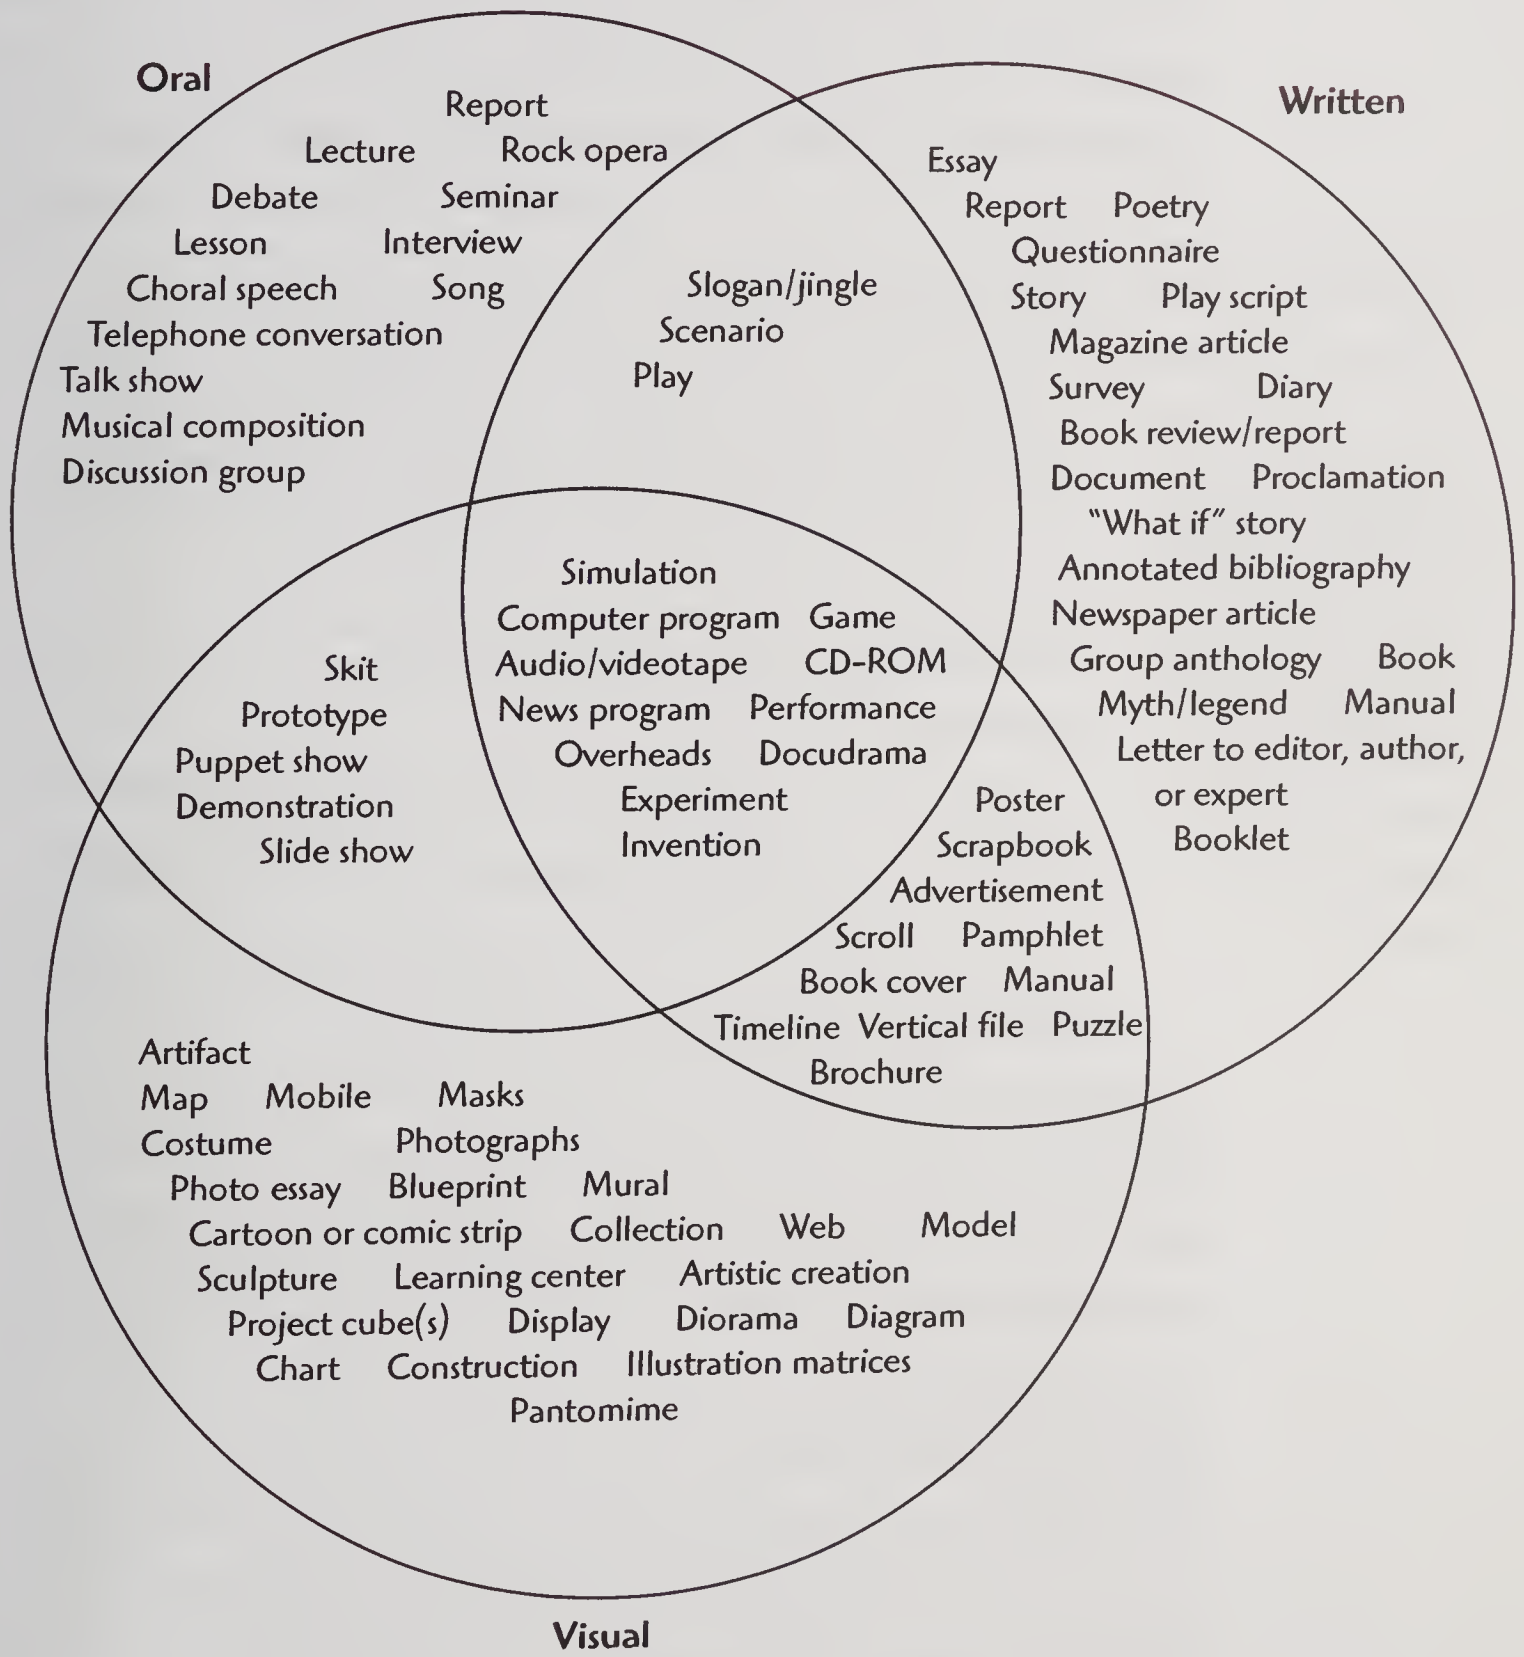 Oral
Report
Lecture Rock opera
Debate Seminar
Lesson Interview
Choral speech Song
Telephone conversation
Talk show
Musical composition
Discussion group
Slogan/jingle
Scenario
Play
Written
Essay
Report Poetry
Questionnaire
Story Play script
Magazine article
Survey Diary
Book review/report
Document Proclamation
"What if" story
Annotated bibliography
Newspaper article
Group anthology Book
Myth/legend Manual
Letter to editor, author,
or expert
Booklet
Simulation
Computer program Game
Audio/videotape CD-ROM
News program Performance
Overheads Docudrama
Experiment
Invention
Skit
Prototype
Puppet show
Demonstration
Slide show
Poster
Scrapbook
Advertisement
Scroll Pamphlet
Book cover Manual
Timeline Vertical file Puzzle
Brochure
Artifact
Map Mobile Masks
Costume Photographs
Photo essay Blueprint Mural
Cartoon or comic strip Collection Web Model
Sculpture Learning center Artistic creation
Project cube(s) Display Diorama Diagram
Chart Construction Illustration matrices
Pantomime
Visual